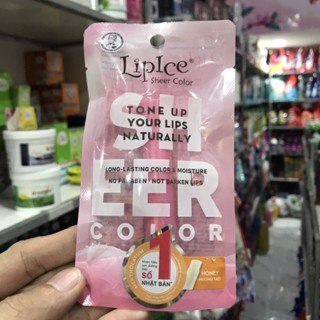 LipIce®
Sheer Color
SH
TONE UP
YOUR LIPS
NATURALLY
LONG-LASTING COLOR & MOISTURE
NO PARABEN • NOT DARKEN LIPS
EER
COLOR
1
SỐ
NHẬT BẢN*
HONEY